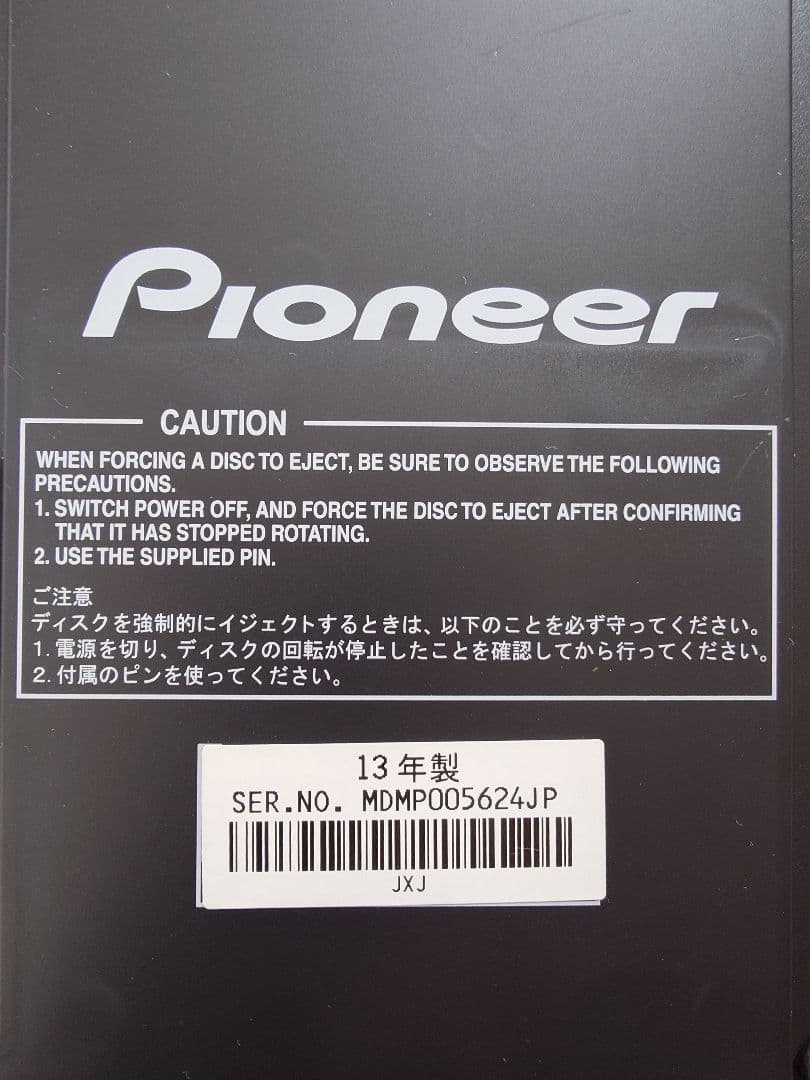 Pioneer
CAUTION
WHEN FORCING A DISC TO EJECT, BE SURE TO OBSERVE THE FOLLOWING
PRECAUTIONS.
1. SWITCH POWER OFF, AND FORCE THE DISC TO EJECT AFTER CONFIRMING
THAT IT HAS STOPPED ROTATING.
2. USE THE SUPPLIED PIN.
ご注意
ディスクを強制的にイジェクトするときは、以下のことを必ず守ってください。
1. 電源を切り、ディスクの回転が停止したことを確認してから行ってください。
2. 付属のピンを使ってください。
13年製
SER.NO. MDMP005624JP
JXJ